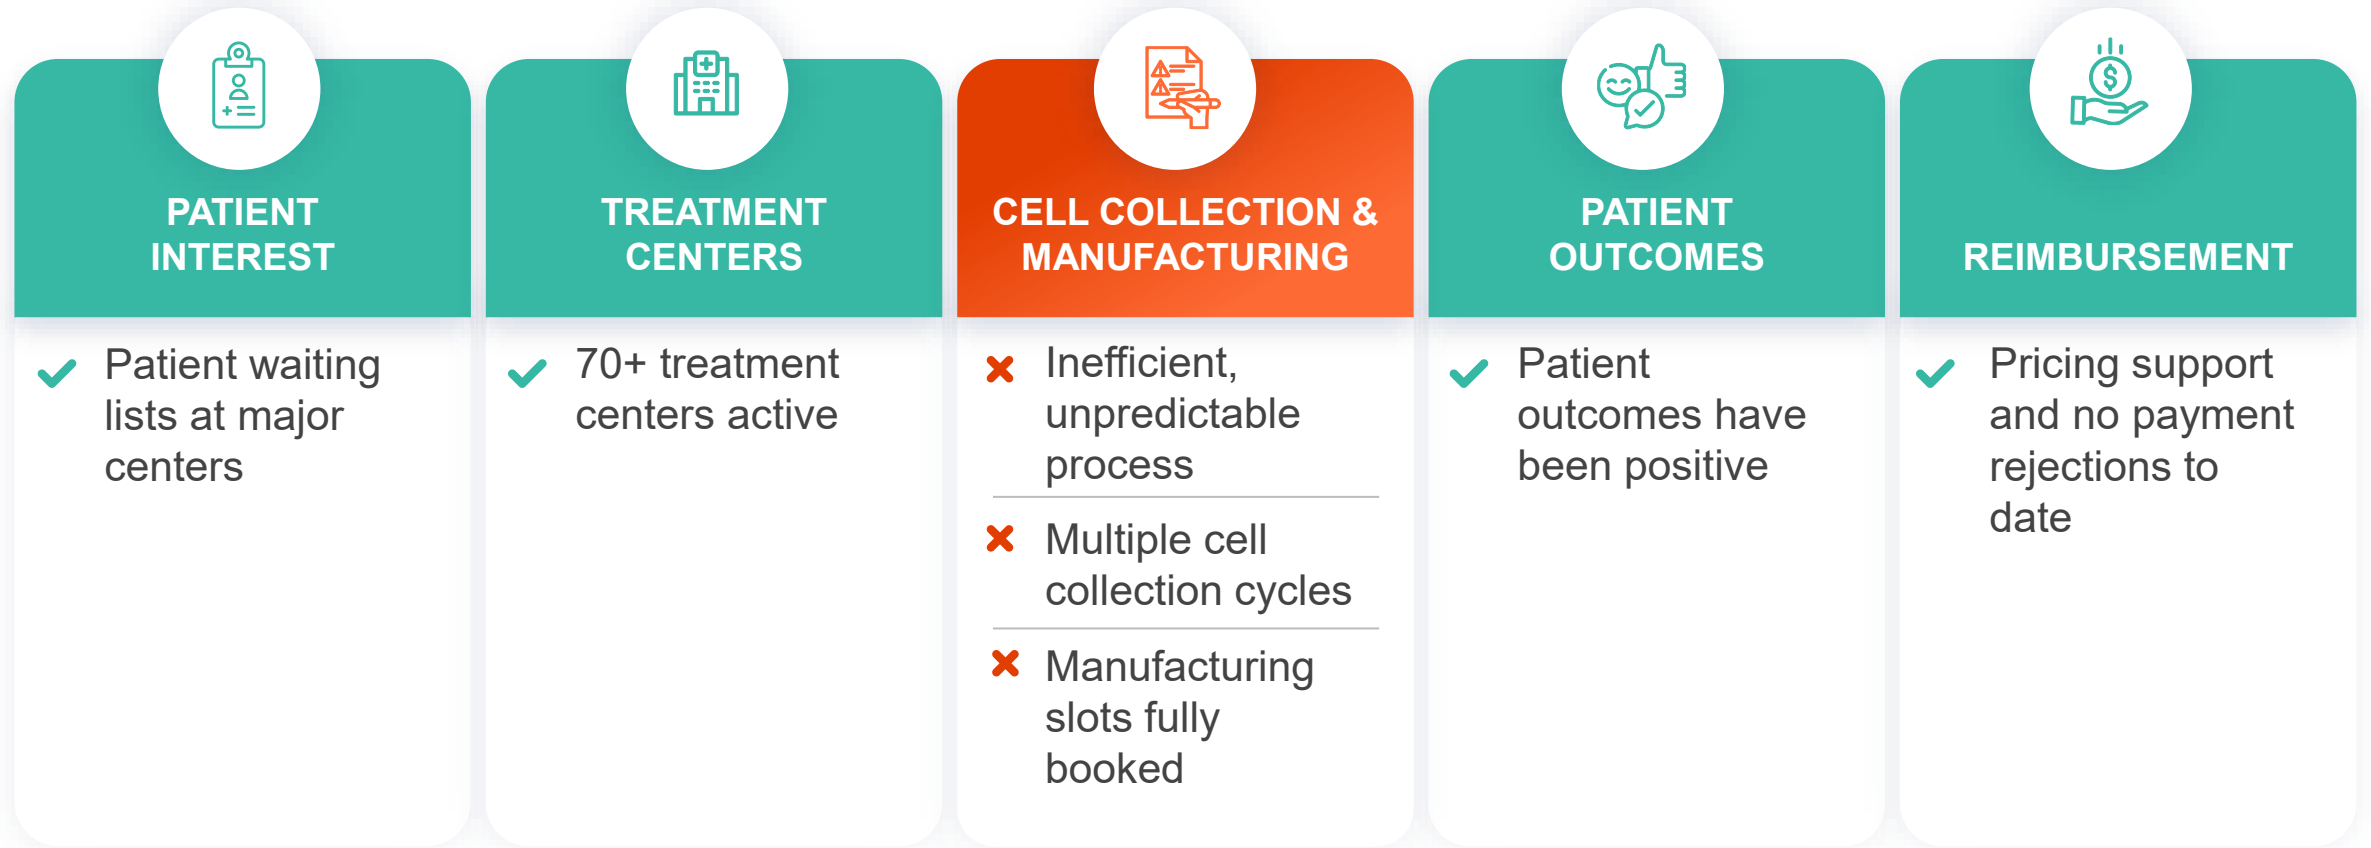 PATIENT
INTEREST
Patient waiting
lists at major
centers
TREATMENT
CENTERS
70+ treatment
centers active
CELL COLLECTION &
MANUFACTURING
Inefficient,
unpredictable
process
Multiple cell
collection cycles
Manufacturing
slots fully
booked
PATIENT
OUTCOMES
Patient
outcomes have
been positive
REIMBURSEMENT
Pricing support
and no payment
rejections to
date